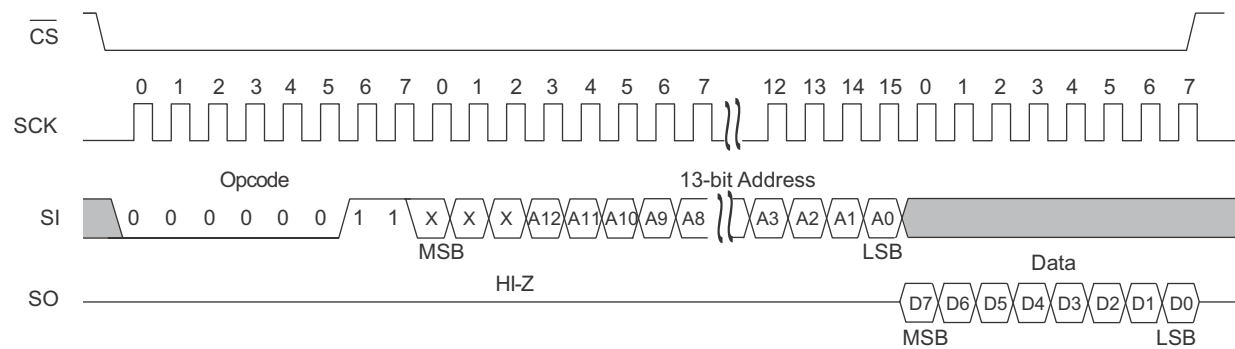 CS
0 1 2 3 4 5 6 7 0 1 2 3 4 5 6 7 12 13 14 15 0 1 2 3 4 5 6 7
SCK
Opcode 13-bit Address
SI 0 0 0 0 0 0 1 1 X X X A12 A11 A10 A9 A8 A3 A2 A1 A0
MSB LSB Data
HI-Z
SO D7 D6 D5 D4 D3 D2 D1 D0
MSB LSB